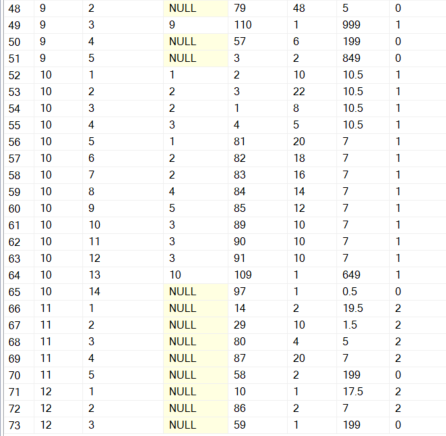 48 9 2 NULL 79 48 5 0
49 9 3 9 110 1 999 1
50 9 4 NULL 57 6 199 0
51 9 5 NULL 3 2 849 0
52 10 1 1 2 10 10.5 1
53 10 2 2 3 22 10.5 1
54 10 3 2 1 8 10.5 1
55 10 4 3 4 5 10.5 1
56 10 5 1 81 20 7 1
57 10 6 2 82 18 7 1
58 10 7 2 83 16 7 1
59 10 8 4 84 14 7 1
60 10 9 5 85 12 7 1
61 10 10 3 89 10 7 1
62 10 11 3 90 10 7 1
63 10 12 3 91 10 7 1
64 10 13 10 109 1 649 1
65 10 14 NULL 97 1 0.5 0
66 11 1 NULL 14 2 19.5 2
67 11 2 NULL 29 10 1.5 2
68 11 3 NULL 80 4 5 2
69 11 4 NULL 87 20 7 2
70 11 5 NULL 58 2 199 0
71 12 1 NULL 10 1 17.5 2
72 12 2 NULL 86 2 7 2
73 12 3 NULL 59 1 199 0